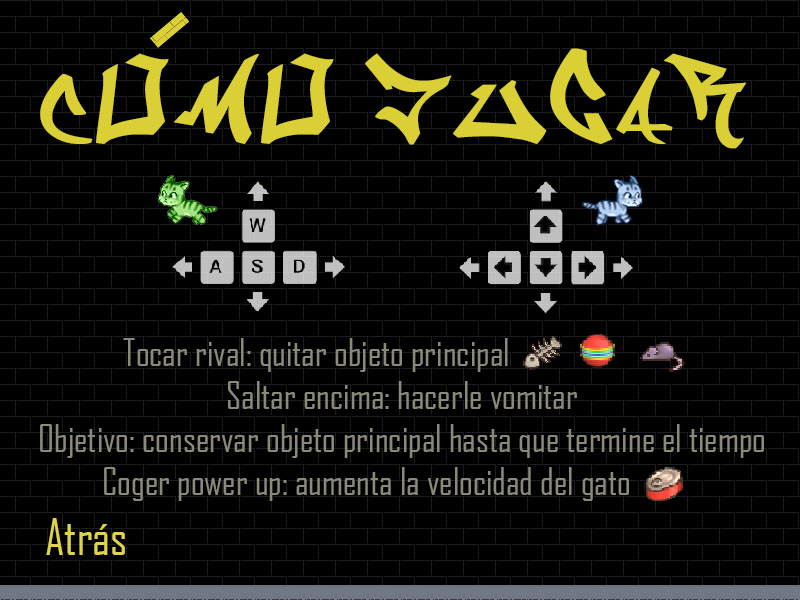 CÓMO JUGAR
W
A S D
Tocar rival: quitar objeto principal
Saltar encima: hacerle vomitar
Objetivo: conservar objeto principal hasta que termine el tiempo
Coger power up: aumenta la velocidad del gato
Atrás